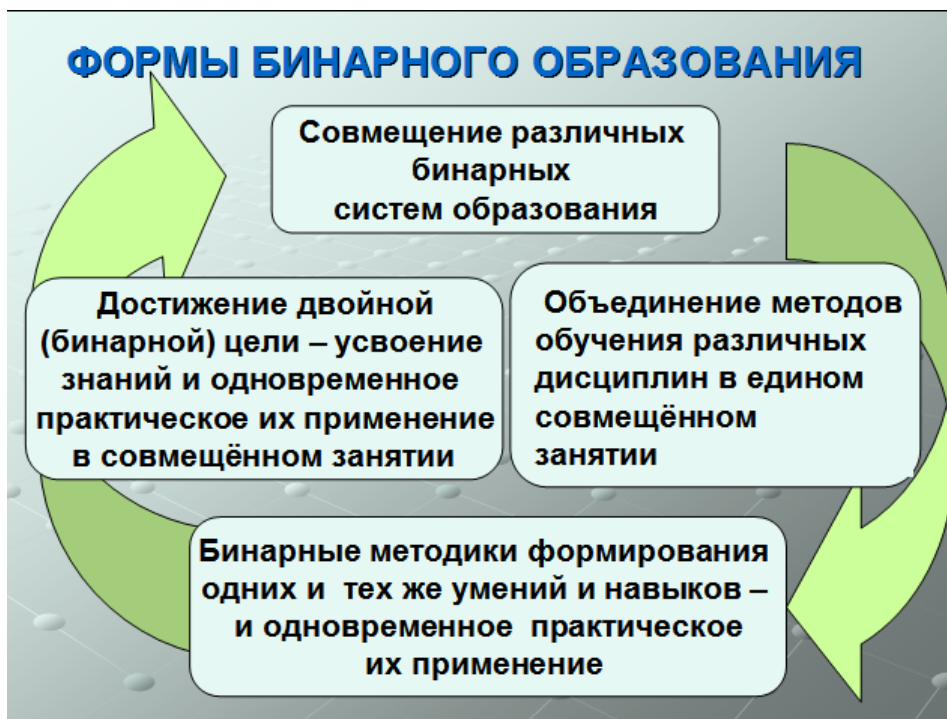 ФОРМЫ БИНАРНОГО ОБРАЗОВАНИЯ
Совмещение различных
бинарных
систем образования
Достижение двойной
(бинарной) цели – усвоение
знаний и одновременное
практическое их применение
в совмещённом занятии
Объединение методов
обучения различных
дисциплин в едином
совмещённом
занятии
Бинарные методики формирования
одних и тех же умений и навыков –
и одновременное практическое
их применение